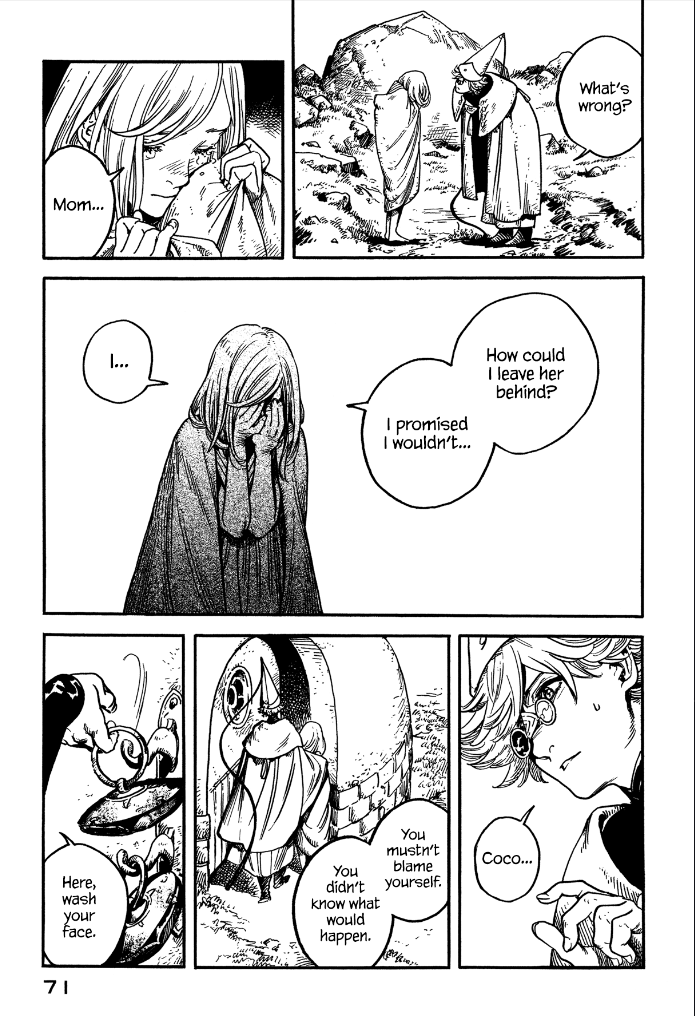 What's
wrong?
Mom...
How could
I leave her
behind?
I promised
I wouldn't...
I...
Coco...
You
mustn't
blame
yourself.
You
didn't
know what
would
happen.
Here,
wash
your
face.
71